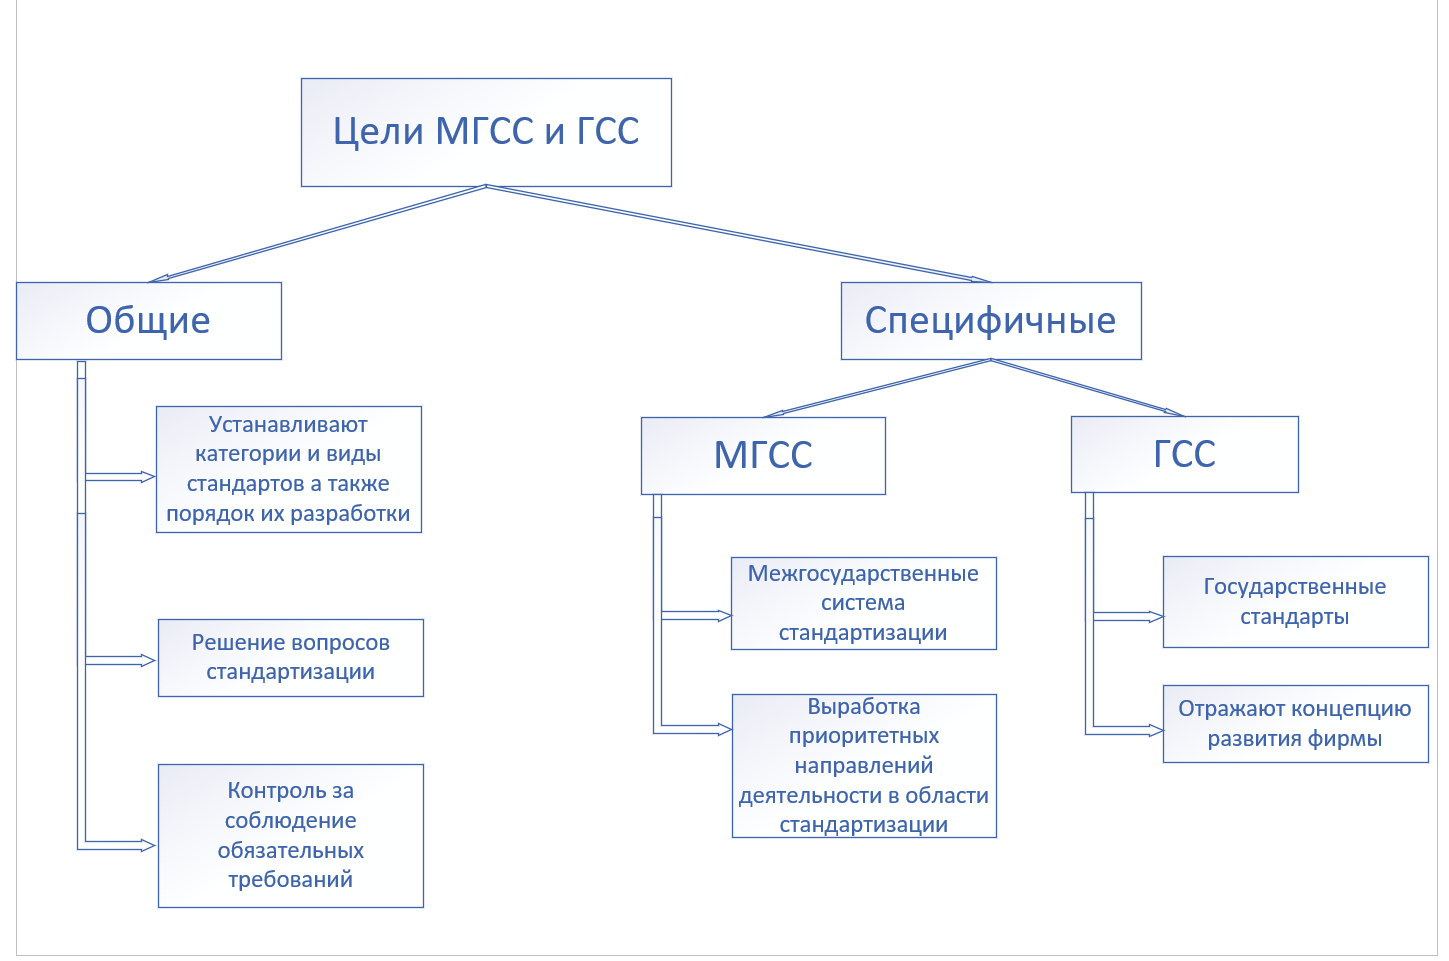 Цели МГСС и ГСС
Общие
Специфичные
Устанавливают
категории и виды
стандартов а также
порядок их разработки
Решение вопросов
стандартизации
Контроль за
соблюдение
обязательных
требований
МГСС
Межгосударственные
система
стандартизации
Выработка
приоритетных
направлений
деятельности в области
стандартизации
ГСС
Государственные
стандарты
Отражают концепцию
развития фирмы